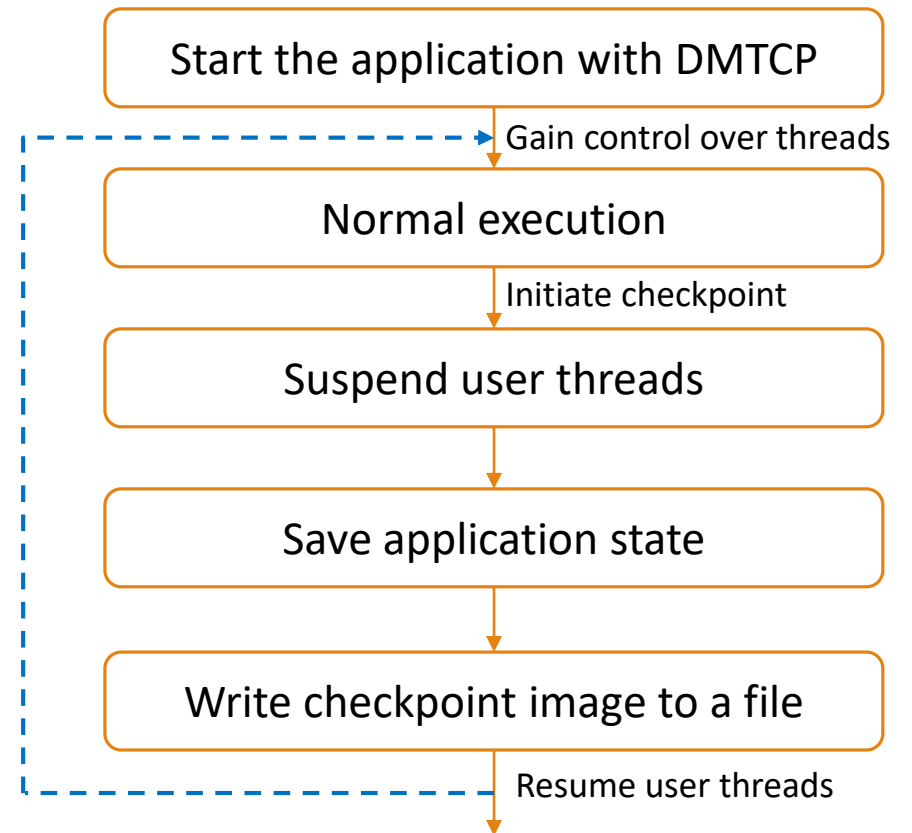 Start the application with DMTCP
Gain control over threads
Normal execution
Initiate checkpoint
Suspend user threads
Save application state
Write checkpoint image to a file
Resume user threads